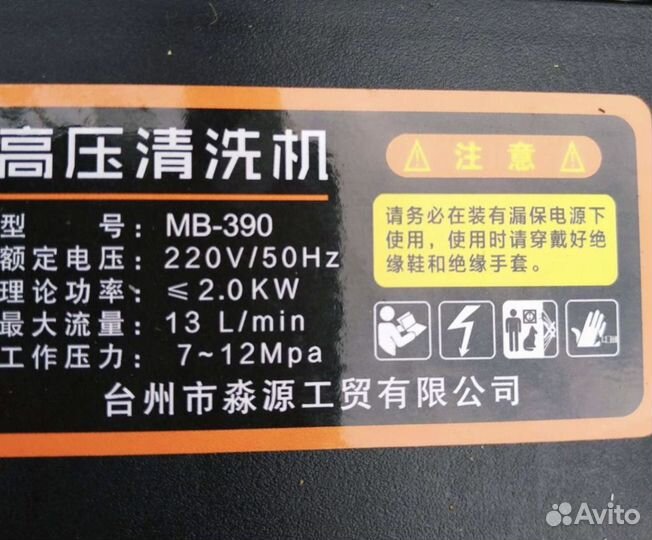 高压清洗机
型 号：MB-390
额定电压：220V/50Hz
理论功率：≤2.0KW
最大流量：13 L/min
工作压力：7~12Mpa
台州市淼源工贸有限公司
注意
请务必在装有漏保电源下
使用，使用时请穿戴好绝
缘鞋和绝缘手套。
Avito